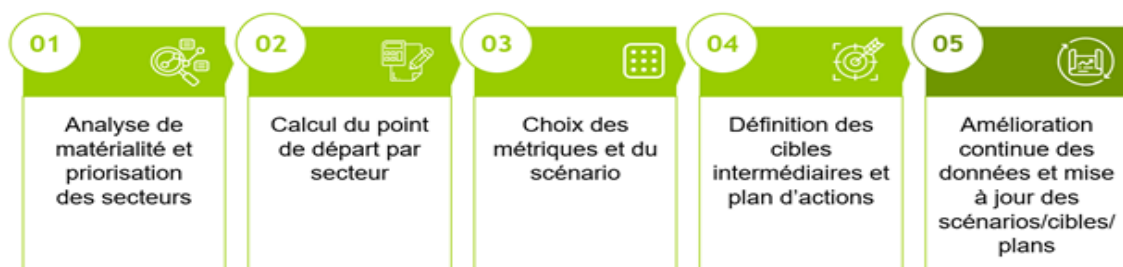 01
Analyse de
matérialité et
priorisation
des secteurs
02
Calcul du point
de départ par
secteur
03
Choix des
métriques et du
scénario
04
Définition des
cibles
intermédiaires et
plan d'actions
05
Amélioration
continue des
données et mise
à jour des
scénarios/cibles/
plans